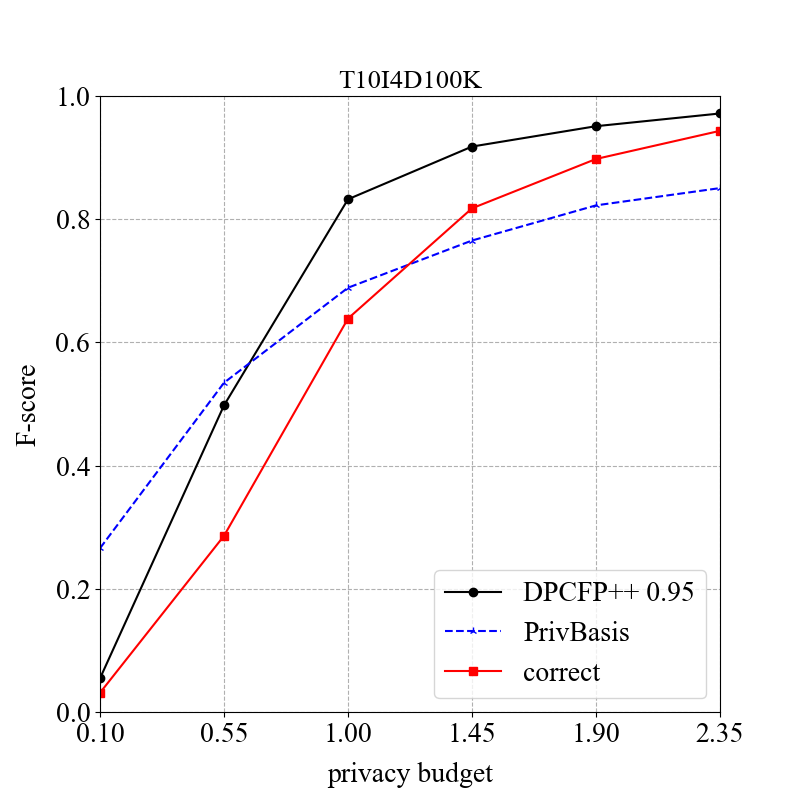 T10I4D100K
1.0
0.8
0.6
0.4
0.2
0.0
F-score
DPCFP++ 0.95
PrivBasis
correct
0.10 0.55 1.00 1.45 1.90 2.35
privacy budget